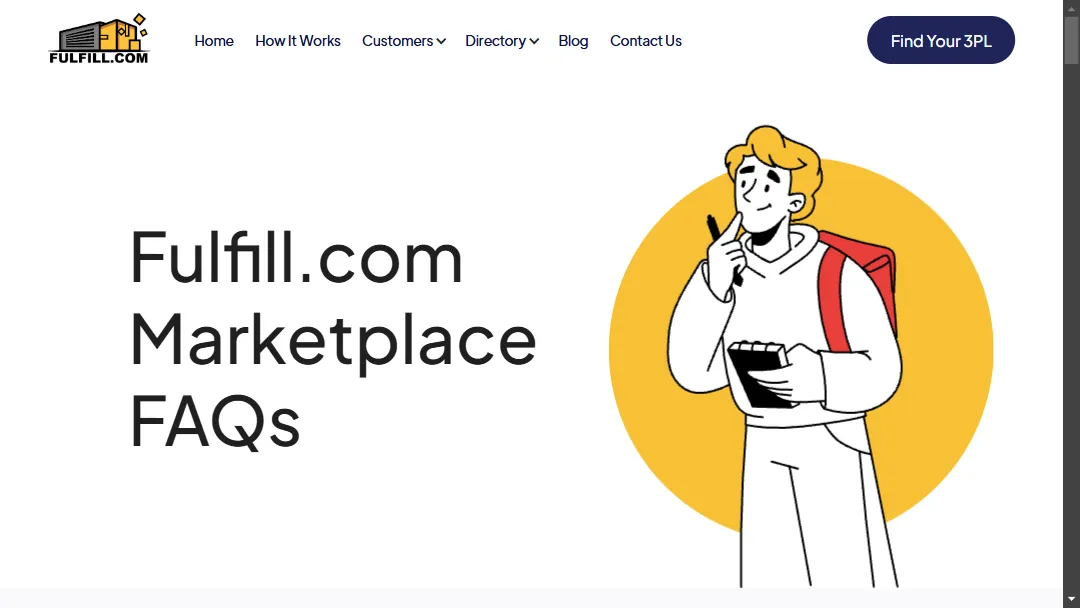 FULFILL.COM
Home How It Works Customers Directory Blog Contact Us
Find Your 3PL
Fulfill.com
Marketplace
FAQs